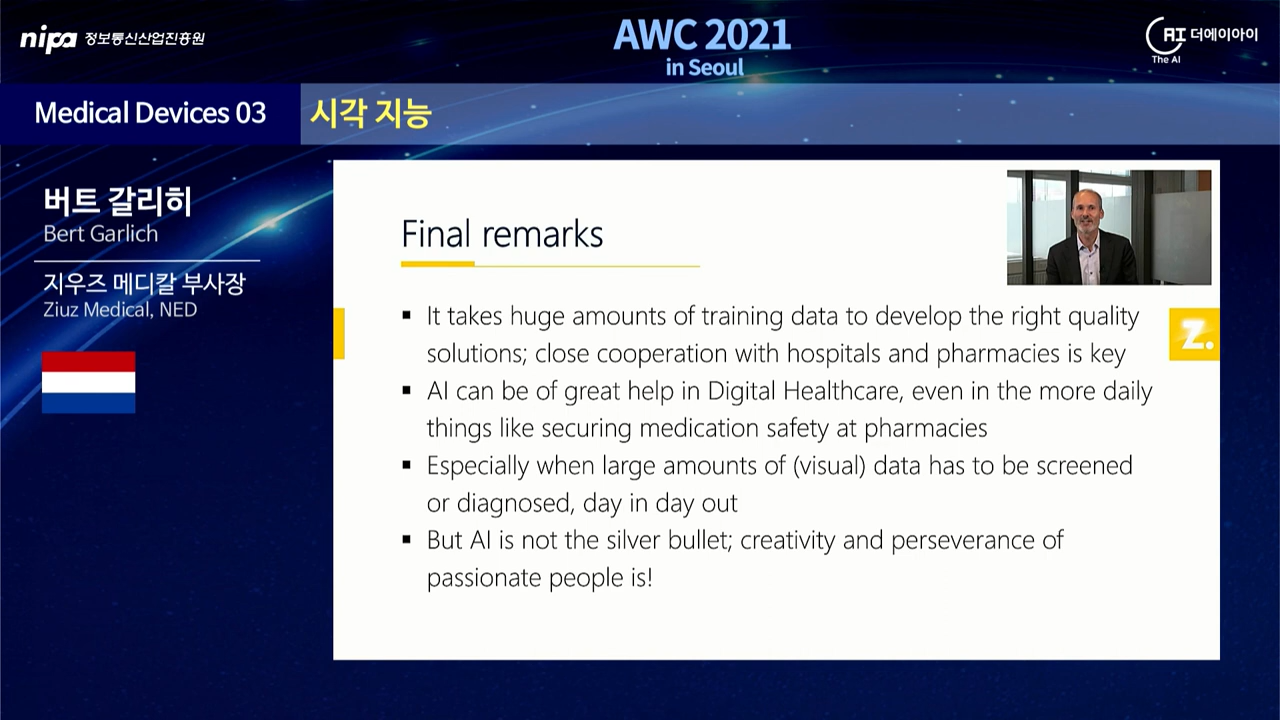 nipa 정보통신산업진흥원
AWC 2021
in Seoul
AI 더에이아이
The AI
Medical Devices 03
시각 지능
버트 갈리히
Bert Garlich
지우즈 메디칼 부사장
Ziuz Medical, NED
Final remarks
▪ It takes huge amounts of training data to develop the right quality
solutions; close cooperation with hospitals and pharmacies is key
▪ AI can be of great help in Digital Healthcare, even in the more daily
things like securing medication safety at pharmacies
▪ Especially when large amounts of (visual) data has to be screened
or diagnosed, day in day out
▪ But AI is not the silver bullet; creativity and perseverance of
passionate people is!
Z.